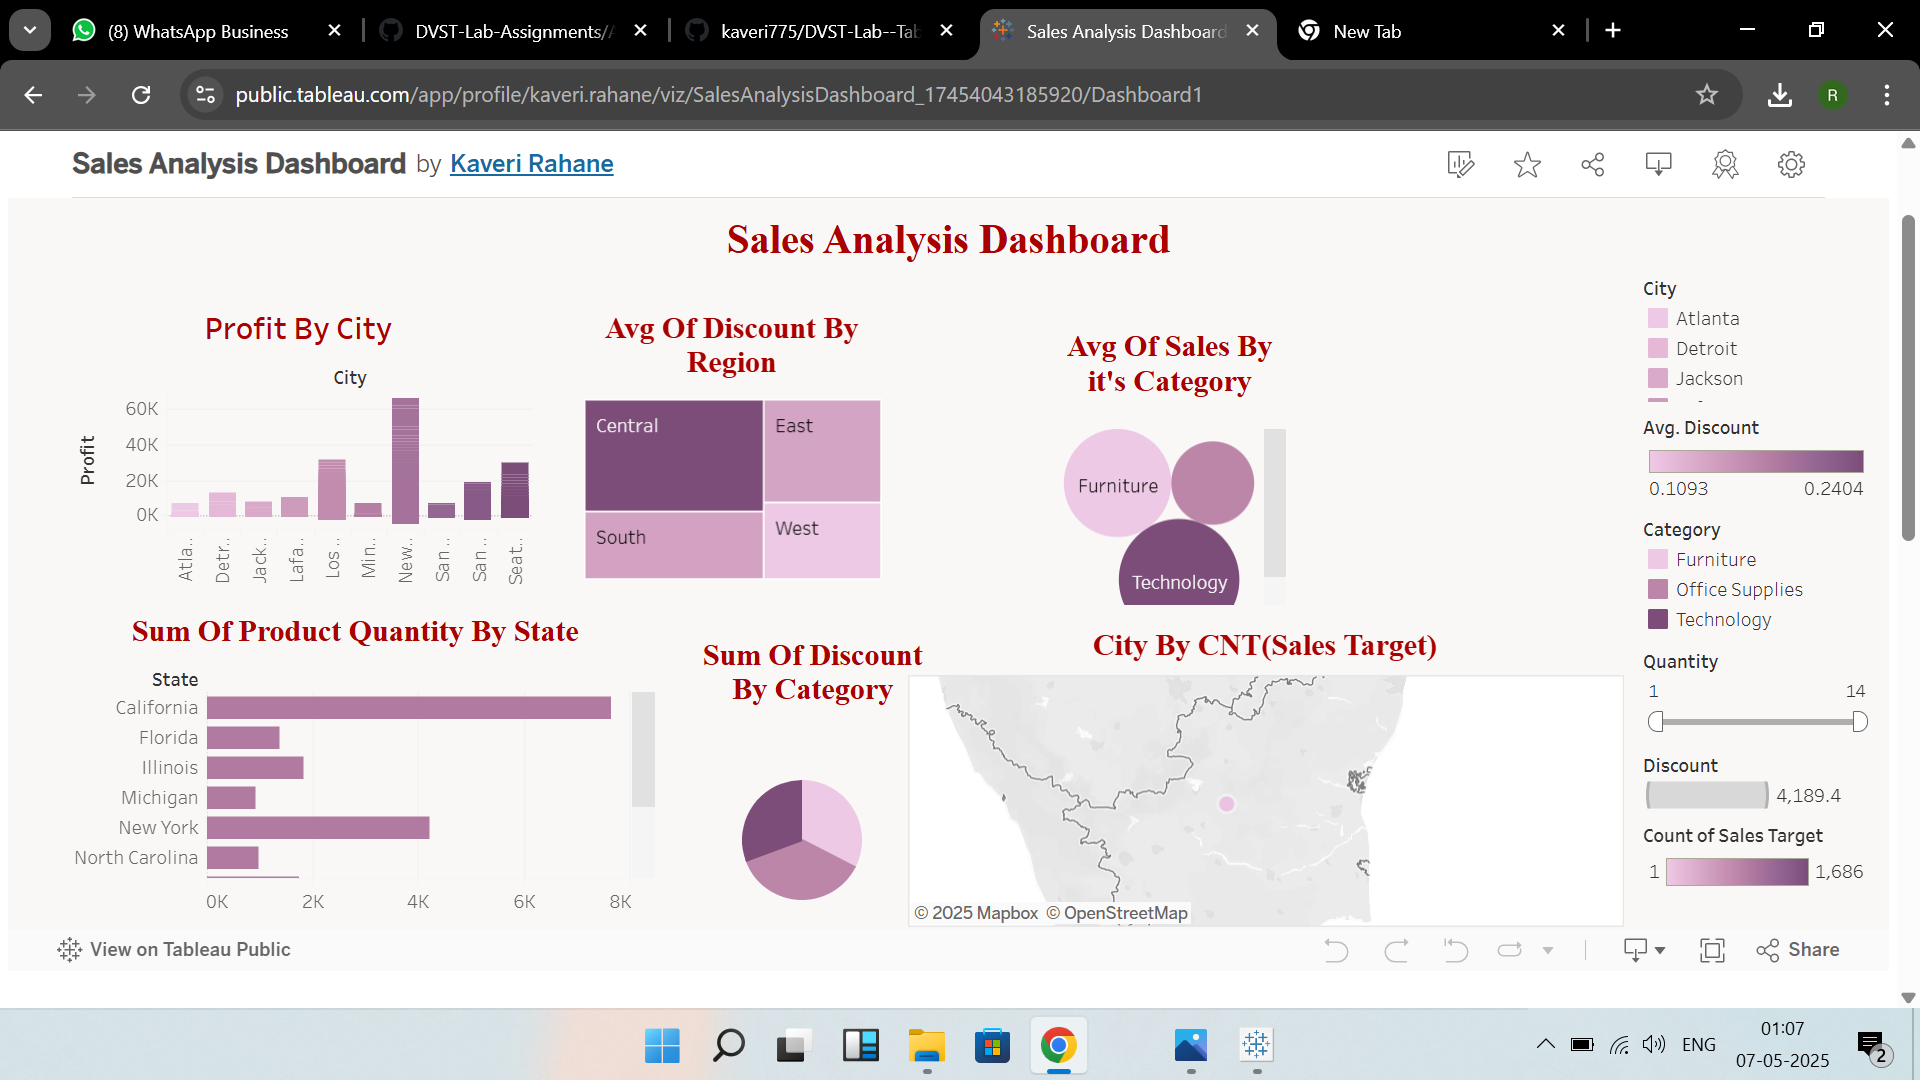 (8) WhatsApp Business
DVST-Lab-Assignments/A
kaveri775/DVST-Lab--Tab
Sales Analysis Dashboard
New Tab
public.tableau.com/app/profile/kaveri.rahane/viz/SalesAnalysisDashboard_17454043185920/Dashboard1
R
Sales Analysis Dashboard by Kaveri Rahane
Sales Analysis Dashboard
Profit By City
City
Profit
60K
40K
20K
0K
Atla..
Detr..
Jack..
Lafa..
Los ..
Min..
New..
San ..
San ..
Seat..
Avg Of Discount By
Region
Central
East
South
West
Avg Of Sales By
it's Category
Furniture
Technology
City
Atlanta
Detroit
Jackson
Avg. Discount
0.1093
0.2404
Category
Furniture
Office Supplies
Technology
Quantity
1
14
Discount
4,189.4
Count of Sales Target
1
1,686
Sum Of Product Quantity By State
State
California
Florida
Illinois
Michigan
New York
North Carolina
0K
2K
4K
6K
8K
Sum Of Discount
By Category
City By CNT(Sales Target)
© 2025 Mapbox © OpenStreetMap
View on Tableau Public
Share
ENG
01:07
07-05-2025
2